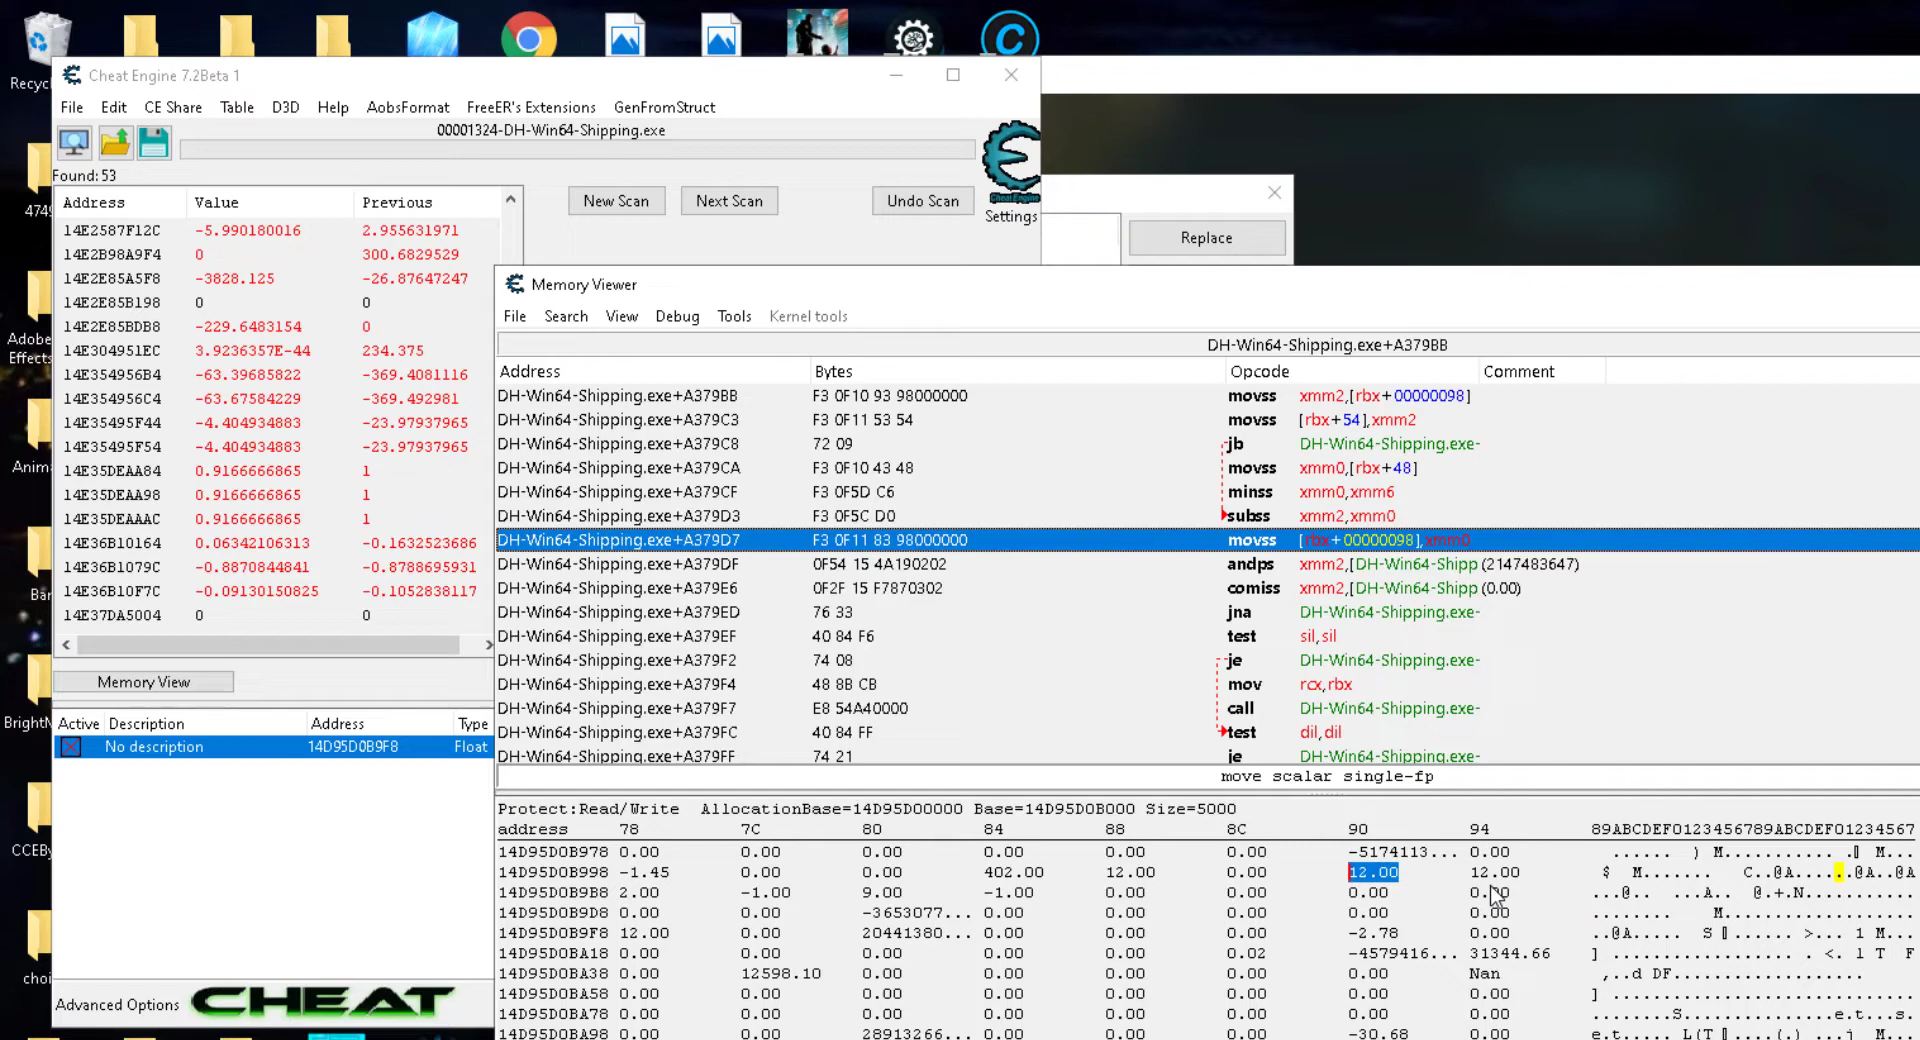 Cheat Engine 7.2Beta 1
File Edit CE Share Table D3D Help AobsFormat FreeER's Extensions GenFromStruct
00001324-DH-Win64-Shipping.exe
Found: 53
Address Value Previous
14E2587F12C -5.990180016 2.955631971
14E2B98A9F4 0 300.6829529
14E2E85A5F8 -3828.125 -26.87647247
14E2E85B198 0 0
14E2E85BDB8 -229.6483154 0
14E304951EC 3.9236357E-44 234.375
14E354956B4 -63.39685822 -369.4081116
14E354956C4 -63.67584229 -369.492981
14E35495F44 -4.404934883 -23.97937965
14E35495F54 -4.404934883 -23.97937965
14E35DEAA84 0.9166666865 1
14E35DEAA98 0.9166666865 1
14E35DEAAAC 0.9166666865 1
14E36B10164 0.06342106313 -0.1632523686
14E36B1079C -0.8870844841 -0.8788695931
14E36B10F7C -0.09130150825 -0.1052838117
14E37DA5004 0 0
New Scan Next Scan Undo Scan
Cheat Engine
Settings
Replace
Memory View
Active Description Address Type
No description 14D95D0B9F8 Float
Advanced Options CHEAT
Memory Viewer
File Search View Debug Tools Kernel tools
DH-Win64-Shipping.exe+A379BB
Address Bytes Opcode Comment
DH-Win64-Shipping.exe+A379BB F3 0F10 93 98000000 movss xmm2,[rbx+00000098]
DH-Win64-Shipping.exe+A379C3 F3 0F11 53 54 movss [rbx+54],xmm2
DH-Win64-Shipping.exe+A379C8 72 09 jb DH-Win64-Shipping.exe-
DH-Win64-Shipping.exe+A379CA F3 0F10 43 48 movss xmm0,[rbx+48]
DH-Win64-Shipping.exe+A379CF F3 0F5D C6 minss xmm0,xmm6
DH-Win64-Shipping.exe+A379D3 F3 0F5C D0 subss xmm2,xmm0
DH-Win64-Shipping.exe+A379D7 F3 0F11 83 98000000 movss [rbx+00000098],xmm0
DH-Win64-Shipping.exe+A379DF 0F54 15 4A190202 andps xmm2,[DH-Win64-Shipp (2147483647)
DH-Win64-Shipping.exe+A379E6 0F2F 15 F7870302 comiss xmm2,[DH-Win64-Shipp (0.00)
DH-Win64-Shipping.exe+A379ED 76 33 jna DH-Win64-Shipping.exe-
DH-Win64-Shipping.exe+A379EF 40 84 F6 test sil,sil
DH-Win64-Shipping.exe+A379F2 74 08 je DH-Win64-Shipping.exe-
DH-Win64-Shipping.exe+A379F4 48 8B CB mov rcx,rbx
DH-Win64-Shipping.exe+A379F7 E8 54A40000 call DH-Win64-Shipping.exe-
DH-Win64-Shipping.exe+A379FC 40 84 FF test dil,dil
DH-Win64-Shipping.exe+A379FF 74 21 je DH-Win64-Shipping.exe-
move scalar single-fp
Protect:Read/Write AllocationBase=14D95D00000 Base=14D95D0B000 Size=5000
address 78 7C 80 84 88 8C 90 94 89ABCDEF0123456789ABCDEF01234567
14D95D0B978 0.00 0.00 0.00 0.00 0.00 0.00 -5174113... 0.00
14D95D0B998 -1.45 0.00 0.00 402.00 12.00 0.00 12.00 12.00
14D95D0B9B8 2.00 -1.00 9.00 -1.00 0.00 0.00 0.00 0.00
14D95D0B9D8 0.00 0.00 -3653077... 0.00 0.00 0.00 0.00 0.00
14D95D0B9F8 12.00 0.00 20441380... 0.00 0.00 0.00 -2.78 0.00
14D95D0BA18 0.00 0.00 0.00 0.00 0.00 0.02 -4579416... 31344.66
14D95D0BA38 0.00 12598.10 0.00 0.00 0.00 0.00 0.00 Nan
14D95D0BA58 0.00 0.00 0.00 0.00 0.00 0.00 0.00 0.00
14D95D0BA78 0.00 0.00 0.00 0.00 0.00 0.00 0.00 0.00
14D95D0BA98 0.00 0.00 28913266... 0.00 0.00 0.00 -30.68 0.00
Recyc
474
Adobe
Effects
Anim
Bar
BrightN
CCEBy
choi